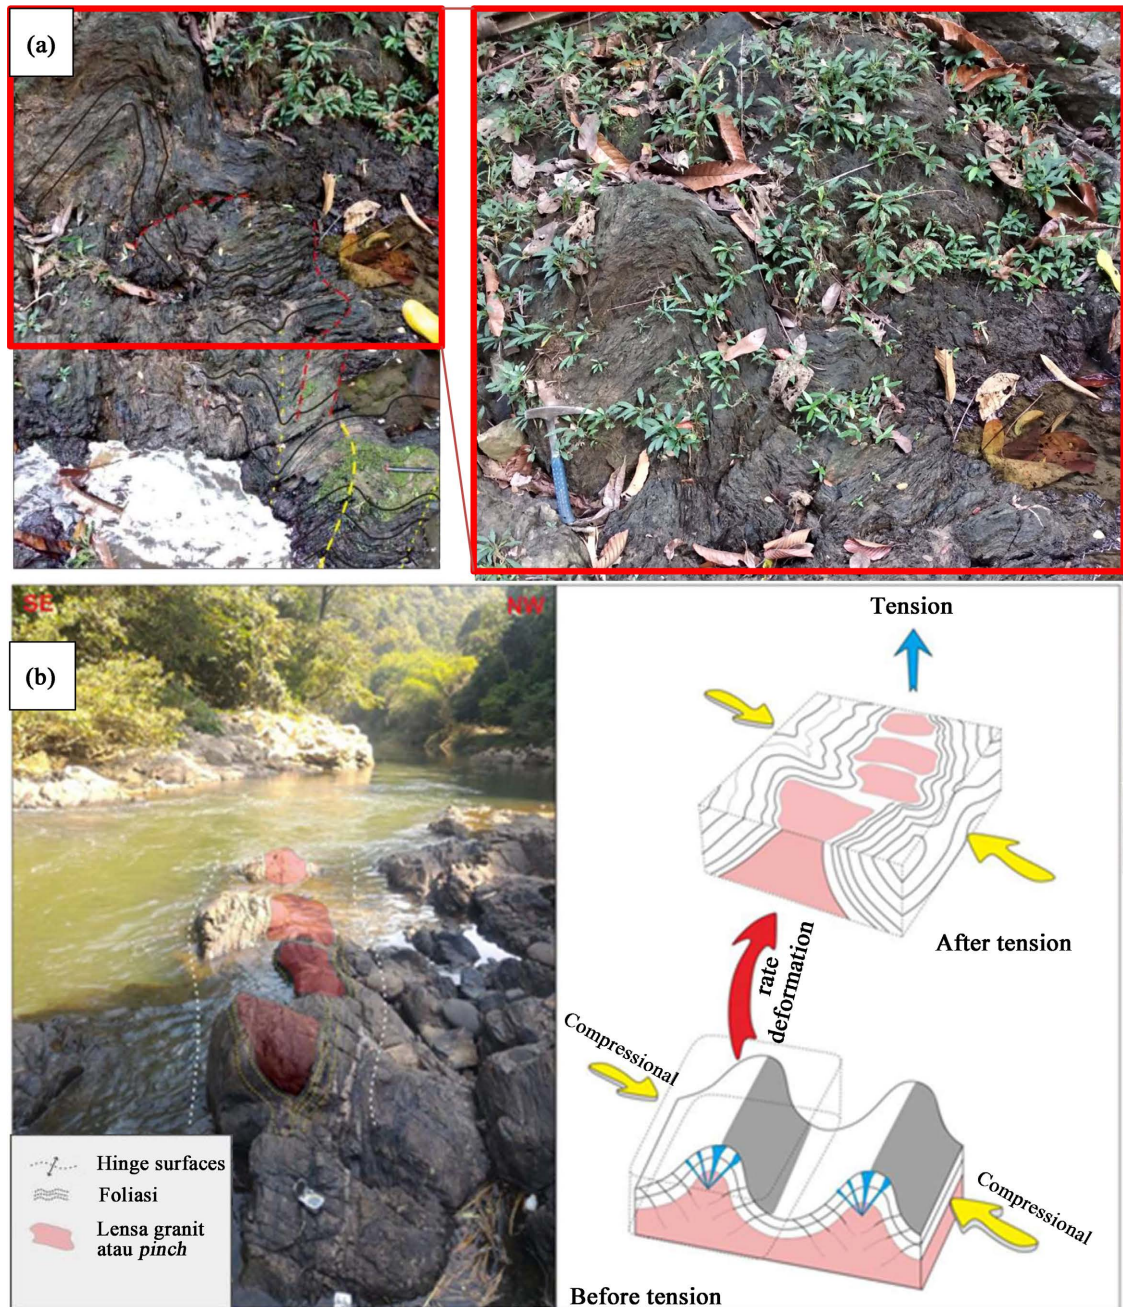 (a)
(b)
SE
NW
Hinge surfaces
Foliasi
Lensa granit
atau pinch
Tension
After tension
rate
deformation
Compressional
Compressional
Before tension